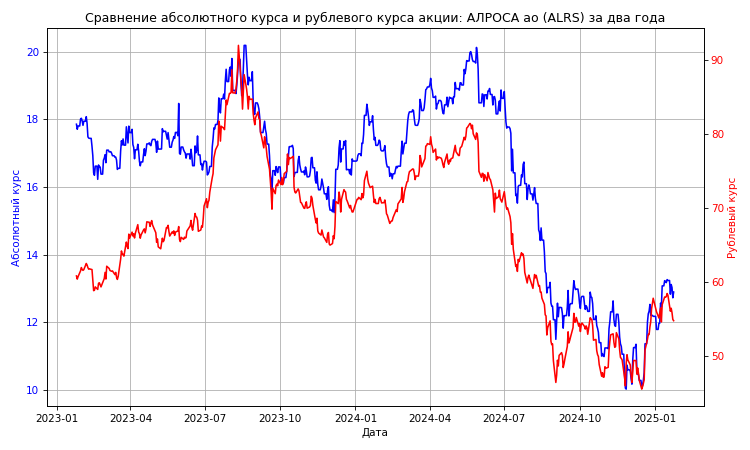 Сравнение абсолютного курса и рублевого курса акции: АЛРОСА ао (ALRS) за два года
20
18
16
14
12
10
Абсолютный курс
90
80
70
60
50
Рублевый курс
2023-01 2023-04 2023-07 2023-10 2024-01 2024-04 2024-07 2024-10 2025-01
Дата